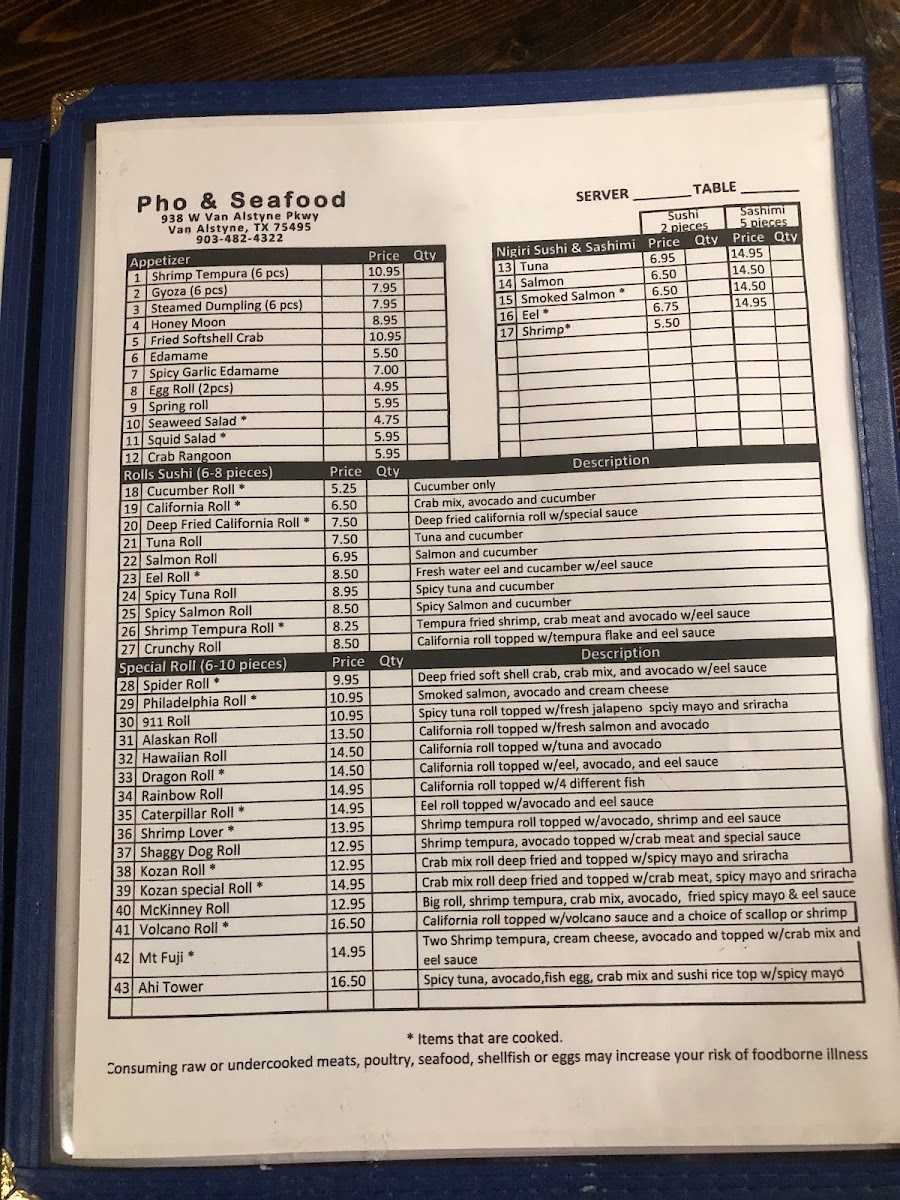 Pho & Seafood
938 W Van Alstyne Pkwy
Van Alstyne, TX 75495
903-482-4322
SERVER _______ TABLE _______
Appetizer Price Qty
1 Shrimp Tempura (6 pcs) 10.95
2 Gyoza (6 pcs) 7.95
3 Steamed Dumpling (6 pcs) 7.95
4 Honey Moon 8.95
5 Fried Softshell Crab 10.95
6 Edamame 5.50
7 Spicy Garlic Edamame 7.00
8 Egg Roll (2pcs) 4.95
9 Spring roll 5.95
10 Seaweed Salad * 4.75
11 Squid Salad * 5.95
12 Crab Rangoon 5.95
Sushi Sashimi
2 pieces 5 pieces
Nigiri Sushi & Sashimi Price Qty Price Qty
13 Tuna 6.95 14.95
14 Salmon 6.50 14.50
15 Smoked Salmon * 6.50 14.50
16 Eel * 6.75 14.95
17 Shrimp* 5.50
Rolls Sushi (6-8 pieces) Price Qty Description
18 Cucumber Roll * 5.25 Cucumber only
19 California Roll * 6.50 Crab mix, avocado and cucumber
20 Deep Fried California Roll * 7.50 Deep fried california roll w/special sauce
21 Tuna Roll 7.50 Tuna and cucumber
22 Salmon Roll 6.95 Salmon and cucumber
23 Eel Roll * 8.50 Fresh water eel and cucamber w/eel sauce
24 Spicy Tuna Roll 8.95 Spicy tuna and cucumber
25 Spicy Salmon Roll 8.50 Spicy Salmon and cucumber
26 Shrimp Tempura Roll * 8.25 Tempura fried shrimp, crab meat and avocado w/eel sauce
27 Crunchy Roll 8.50 California roll topped w/tempura flake and eel sauce
Special Roll (6-10 pieces) Price Qty Description
28 Spider Roll * 9.95 Deep fried soft shell crab, crab mix, and avocado w/eel sauce
29 Philadelphia Roll * 10.95 Smoked salmon, avocado and cream cheese
30 911 Roll 10.95 Spicy tuna roll topped w/fresh jalapeno spciy mayo and sriracha
31 Alaskan Roll 13.50 California roll topped w/fresh salmon and avocado
32 Hawaiian Roll 14.50 California roll topped w/tuna and avocado
33 Dragon Roll * 14.50 California roll topped w/eel, avocado, and eel sauce
34 Rainbow Roll 14.95 California roll topped w/4 different fish
35 Caterpillar Roll * 14.95 Eel roll topped w/avocado and eel sauce
36 Shrimp Lover * 13.95 Shrimp tempura roll topped w/avocado, shrimp and eel sauce
37 Shaggy Dog Roll 12.95 Shrimp tempura, avocado topped w/crab meat and special sauce
38 Kozan Roll * 12.95 Crab mix roll deep fried and topped w/spicy mayo and sriracha
39 Kozan special Roll * 14.95 Crab mix roll deep fried and topped w/crab meat, spicy mayo and sriracha
40 McKinney Roll 12.95 Big roll, shrimp tempura, crab mix, avocado, fried spicy mayo & eel sauce
41 Volcano Roll * 16.50 California roll topped w/volcano sauce and a choice of scallop or shrimp
42 Mt Fuji * 14.95 Two Shrimp tempura, cream cheese, avocado and topped w/crab mix and
eel sauce
43 Ahi Tower 16.50 Spicy tuna, avocado,fish egg, crab mix and sushi rice top w/spicy mayo
* Items that are cooked.
Consuming raw or undercooked meats, poultry, seafood, shellfish or eggs may increase your risk of foodborne illness